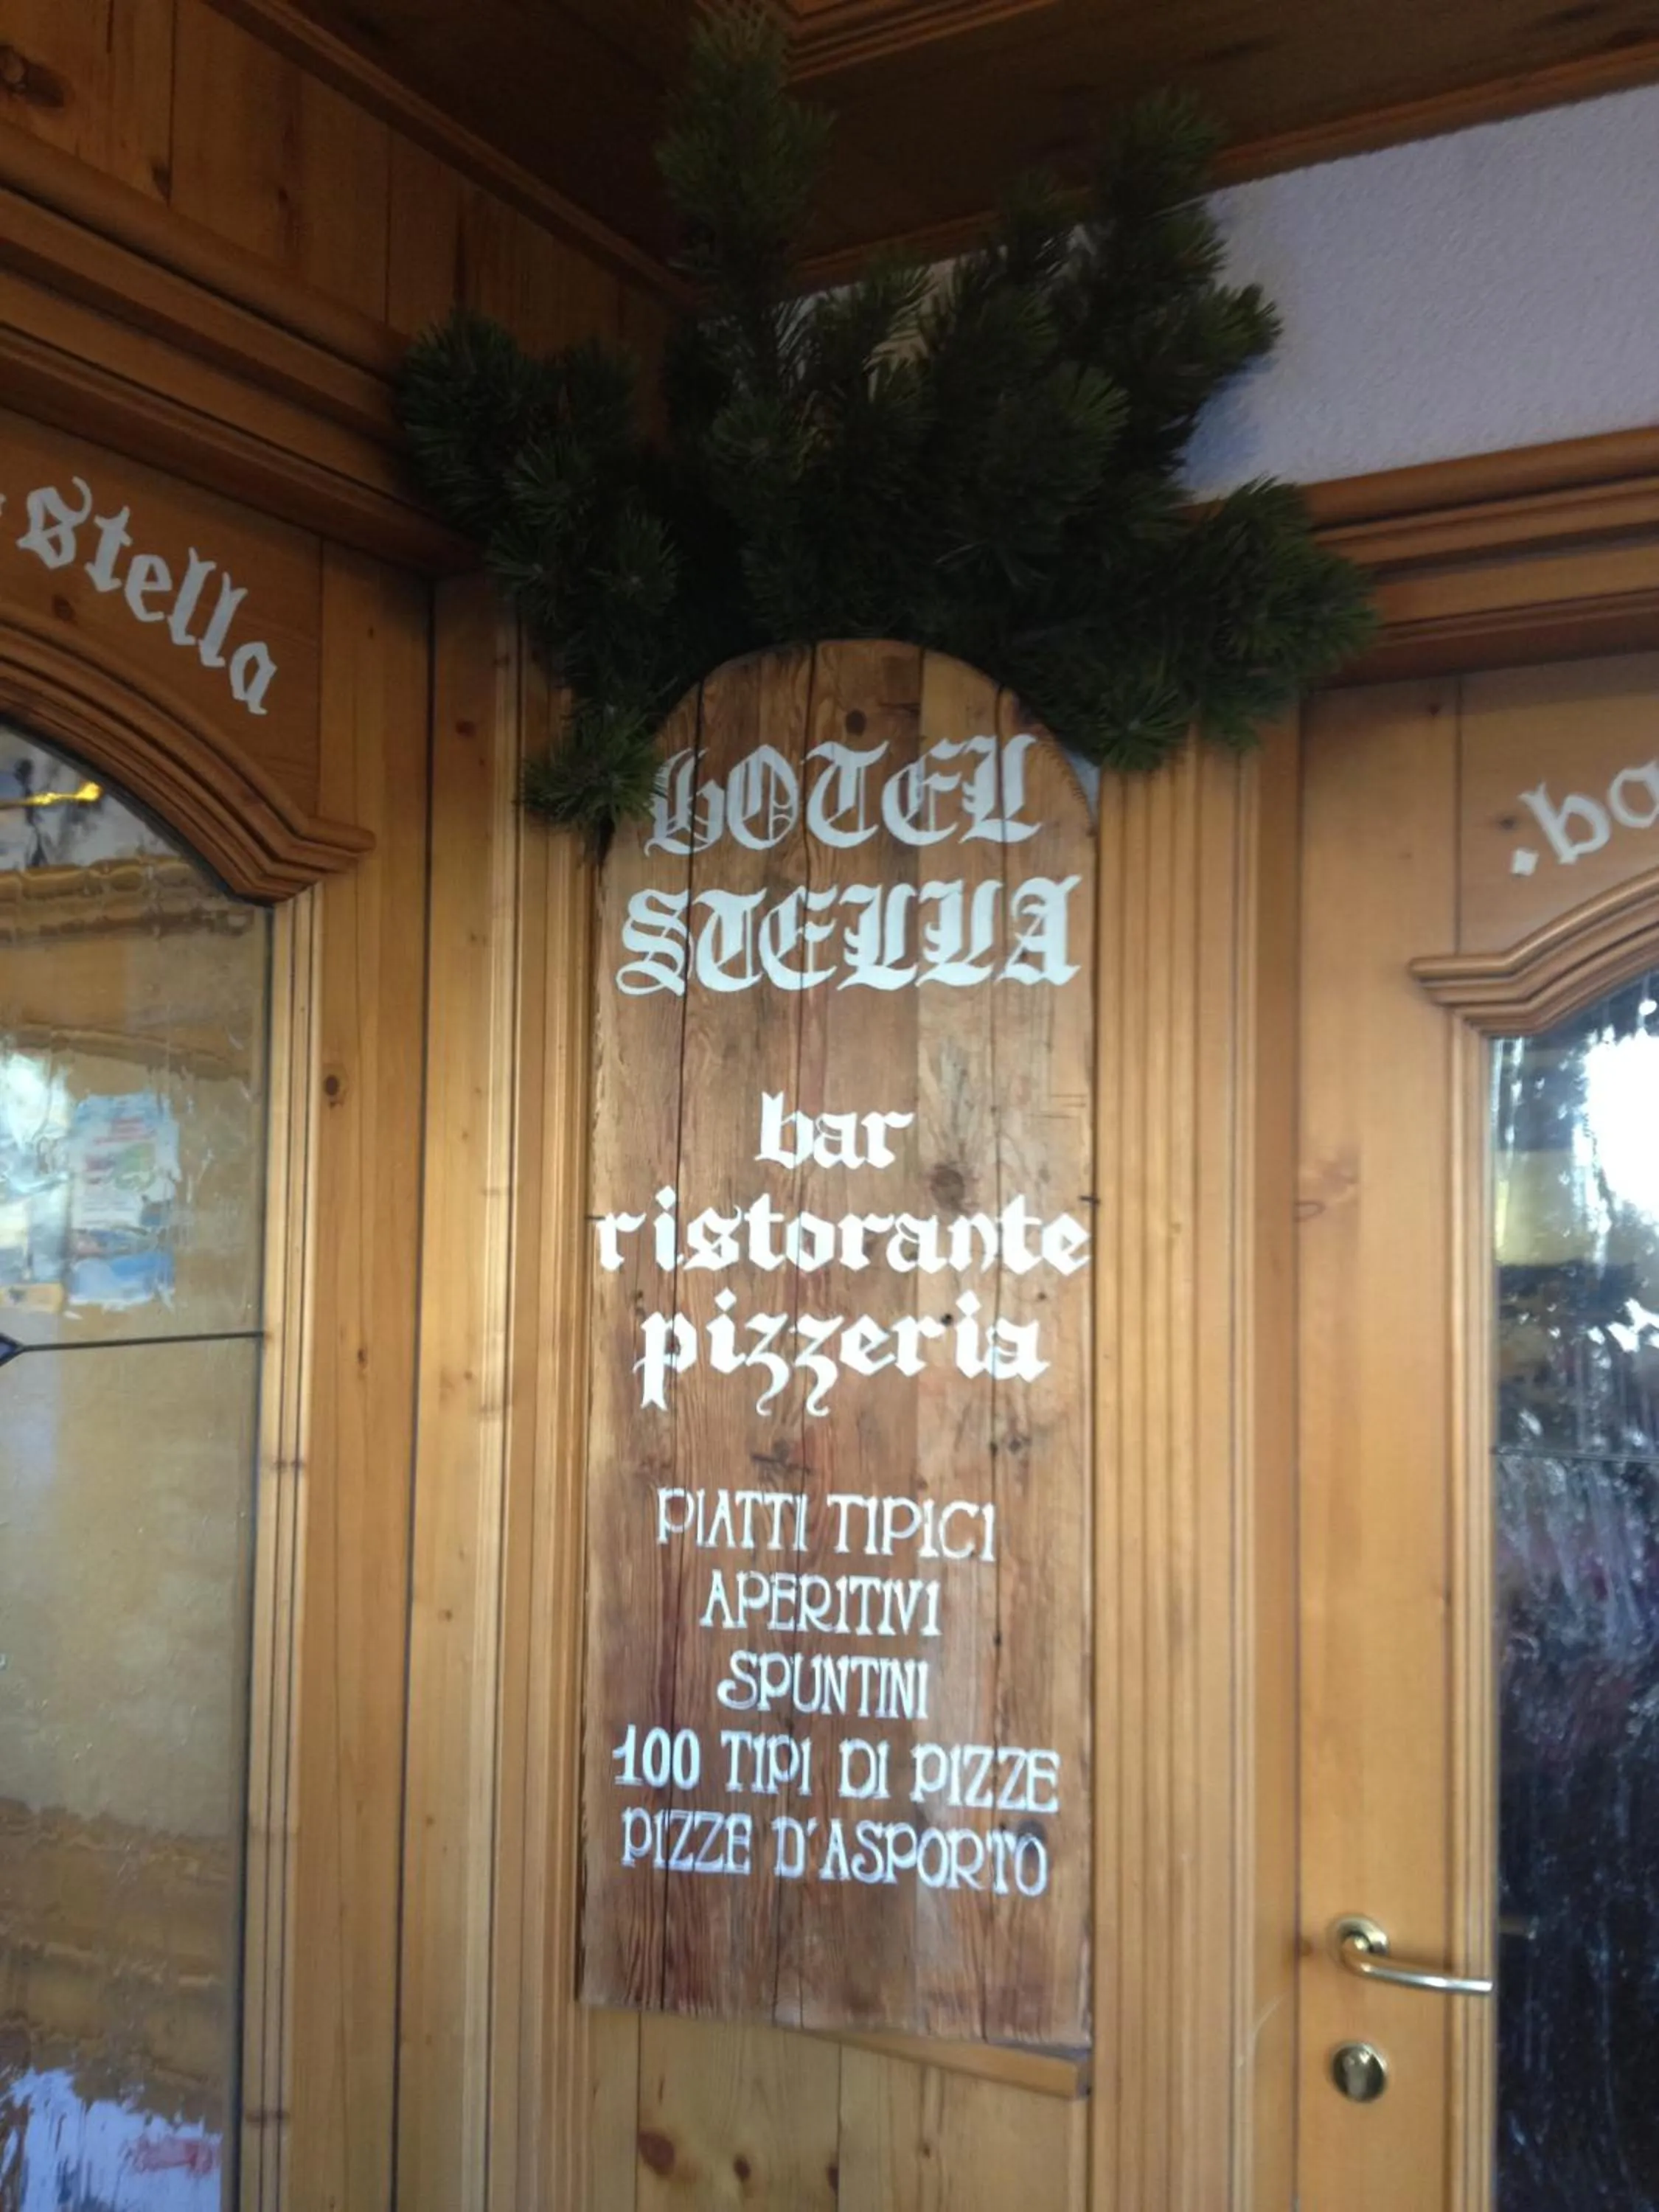 Stella
HOTEL
STELLA
bar
ristorante
pizzeria
PIATTI TIPICI
APERITIVI
SPUNTINI
100 TIPI DI PIZZE
PIZZE D'ASPORTO